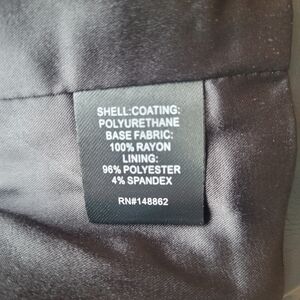 SHELL:COATING:
POLYURETHANE
BASE FABRIC:
100% RAYON
LINING:
96% POLYESTER
4% SPANDEX
RN#148862